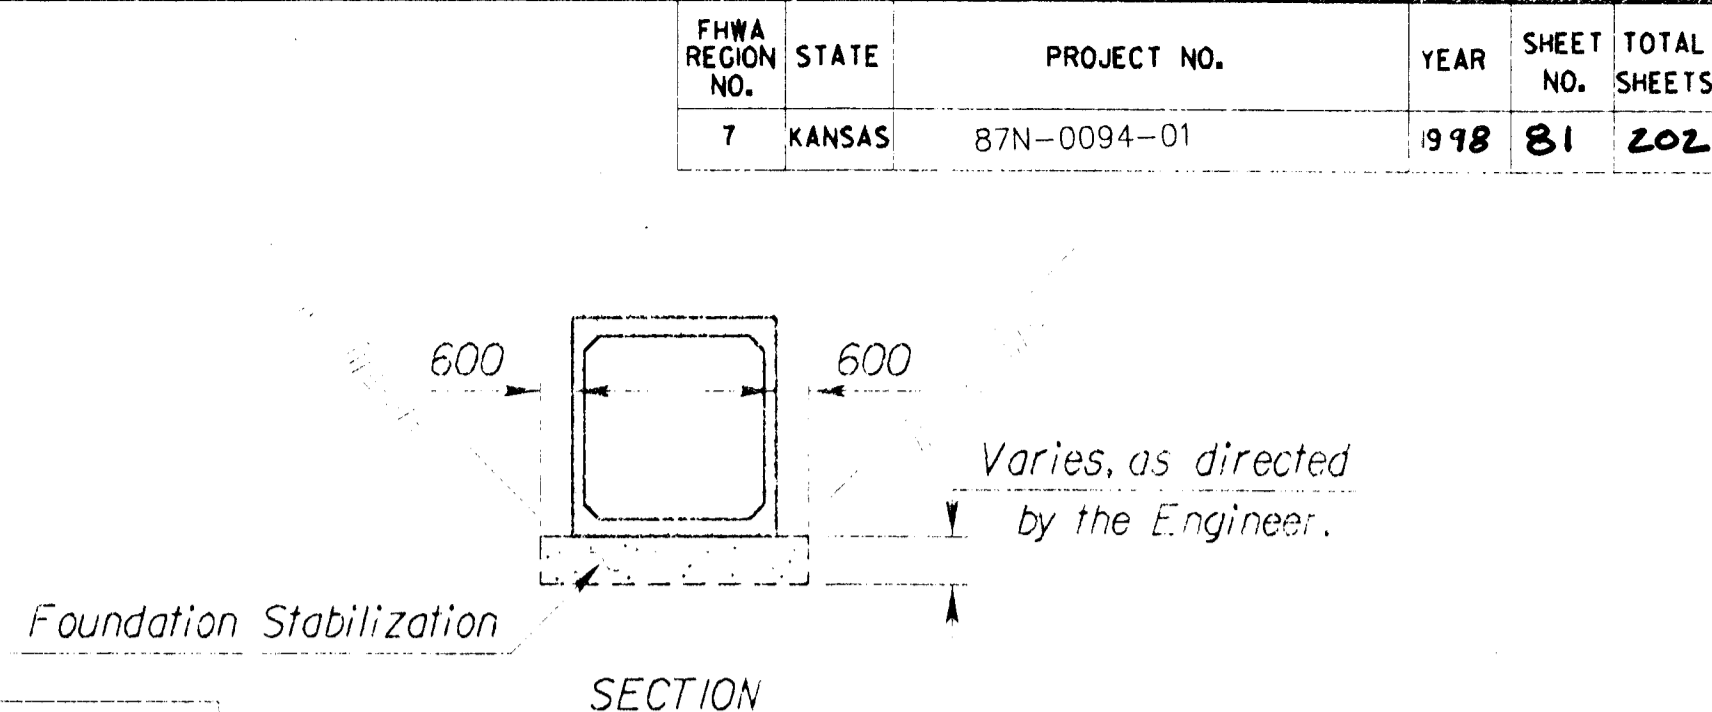 FHWA REGION NO. STATE PROJECT NO. YEAR SHEET NO. TOTAL SHEETS
7 KANSAS 87N-0094-01 1998 81 202
600 600
Varies, as directed
by the Engineer.
Foundation Stabilization
SECTION